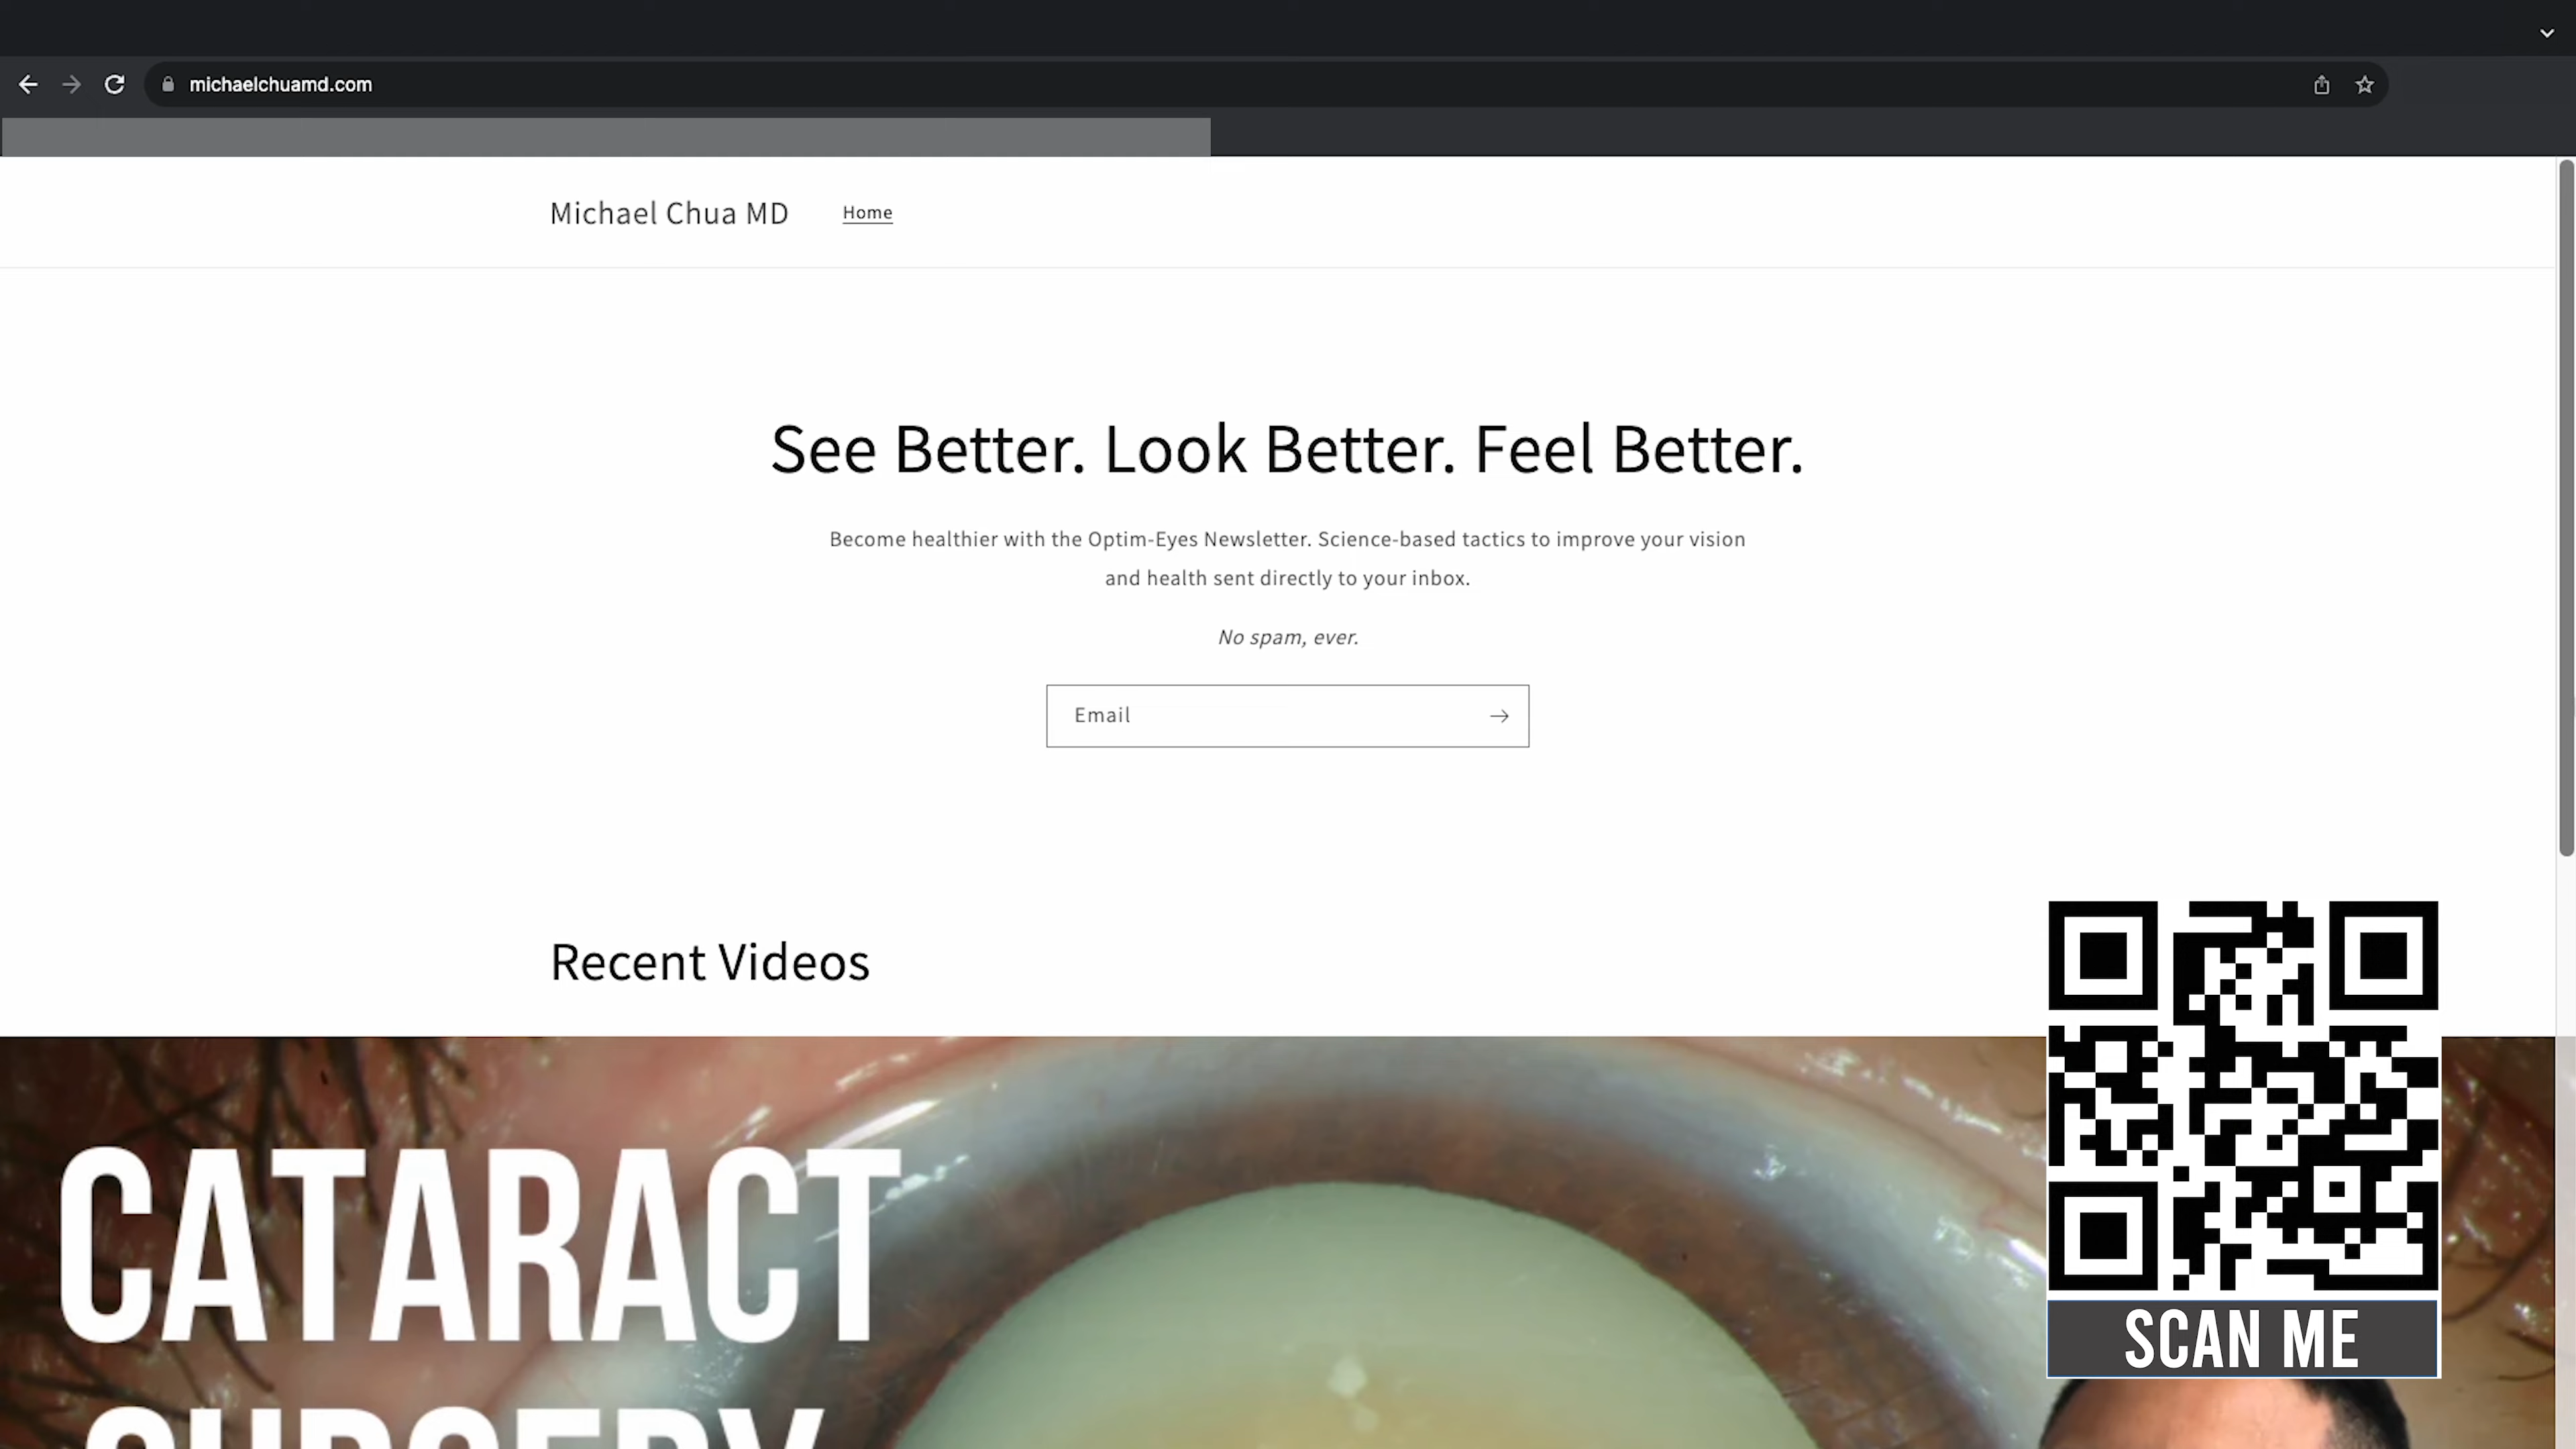 michaelchuamd.com
Michael Chua MD
Home
See Better. Look Better. Feel Better.
Become healthier with the Optim-Eyes Newsletter. Science-based tactics to improve your vision
and health sent directly to your inbox.
No spam, ever.
Email
Recent Videos
CATARACT
SURGERY
SCAN ME